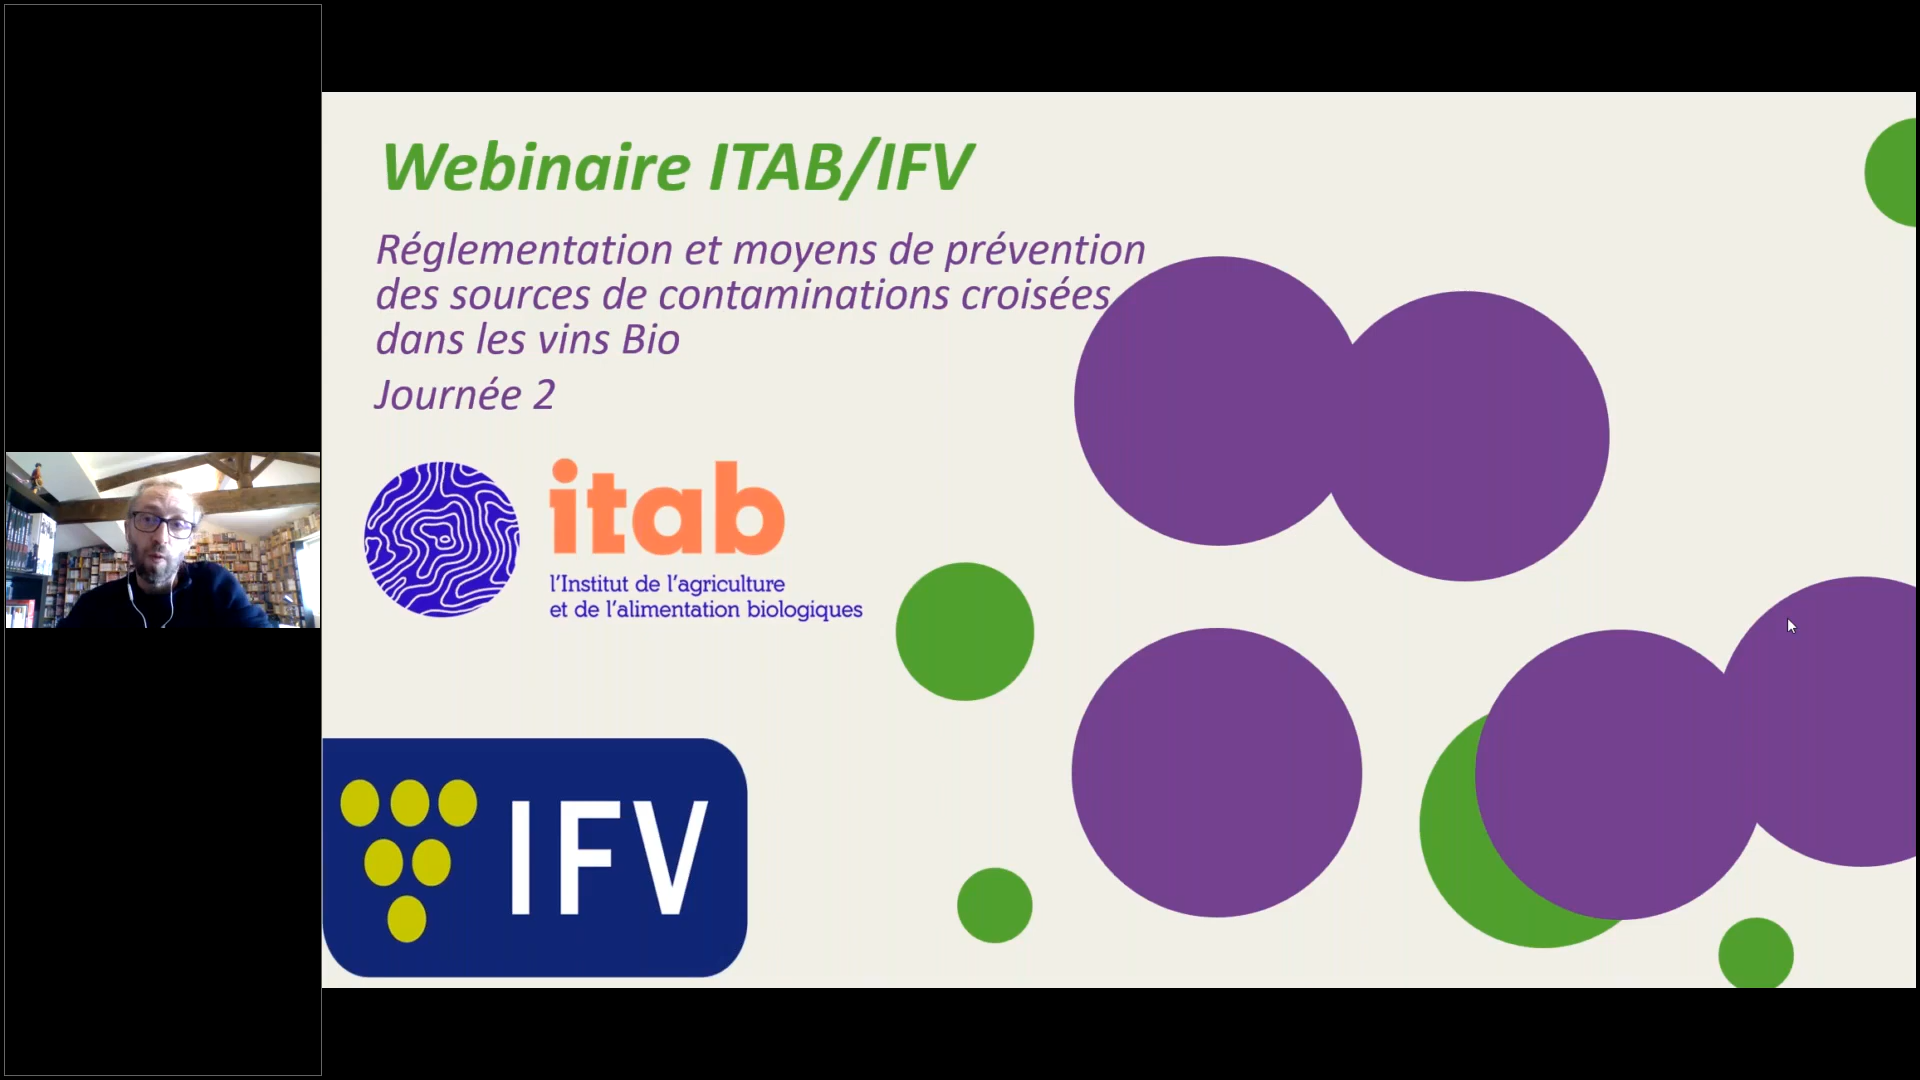 Webinaire ITAB/IFV
Réglementation et moyens de prévention
des sources de contaminations croisées
dans les vins Bio
Journée 2
itab
l'Institut de l'agriculture
et de l'alimentation biologiques
IFV